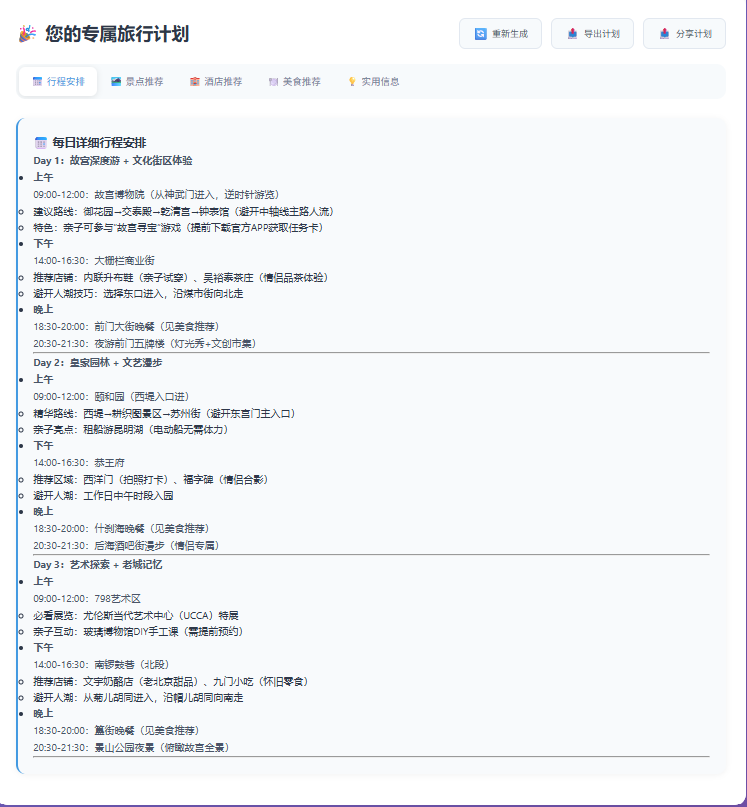 您的专属旅行计划
重新生成
导出计划
分享计划
行程安排
景点推荐
酒店推荐
美食推荐
实用信息
每日详细行程安排
Day 1：故宫深度游 + 文化街区体验
上午
09:00-12:00：故宫博物院（从神武门进入，逆时针游览）
建议路线：御花园→交泰殿→乾清宫→钟表馆（避开中轴线主路人流）
特色：亲子可参与"故宫寻宝"游戏（提前下载官方APP获取任务卡）
下午
14:00-16:30：大栅栏商业街
推荐店铺：内联升布鞋（亲子试穿）、吴裕泰茶庄（情侣品茶体验）
避开人潮技巧：选择东口进入，沿煤市街向北走
晚上
18:30-20:00：前门大街晚餐（见美食推荐）
20:30-21:30：夜游前门五牌楼（灯光秀+文创市集）
Day 2：皇家园林 + 文艺漫步
上午
09:00-12:00：颐和园（西堤入口进）
精华路线：西堤→耕织图景区→苏州街（避开东宫门主入口）
亲子亮点：租船游昆明湖（电动船无需体力）
下午
14:00-16:30：恭王府
推荐区域：西洋门（拍照打卡）、福字碑（情侣合影）
避开人潮：工作日中午时段入园
晚上
18:30-20:00：什刹海晚餐（见美食推荐）
20:30-21:30：后海酒吧街漫步（情侣专属）
Day 3：艺术探索 + 老城记忆
上午
09:00-12:00：798艺术区
必看展览：尤伦斯当代艺术中心（UCCA）特展
亲子互动：玻璃博物馆DIY手工课（需提前预约）
下午
14:00-16:30：南锣鼓巷（北段）
推荐店铺：文宇奶酪店（老北京甜品）、九门小吃（怀旧零食）
避开人潮：从菊儿胡同进入，沿帽儿胡同向南走
晚上
18:30-20:00：簋街晚餐（见美食推荐）
20:30-21:30：景山公园夜景（俯瞰故宫全景）